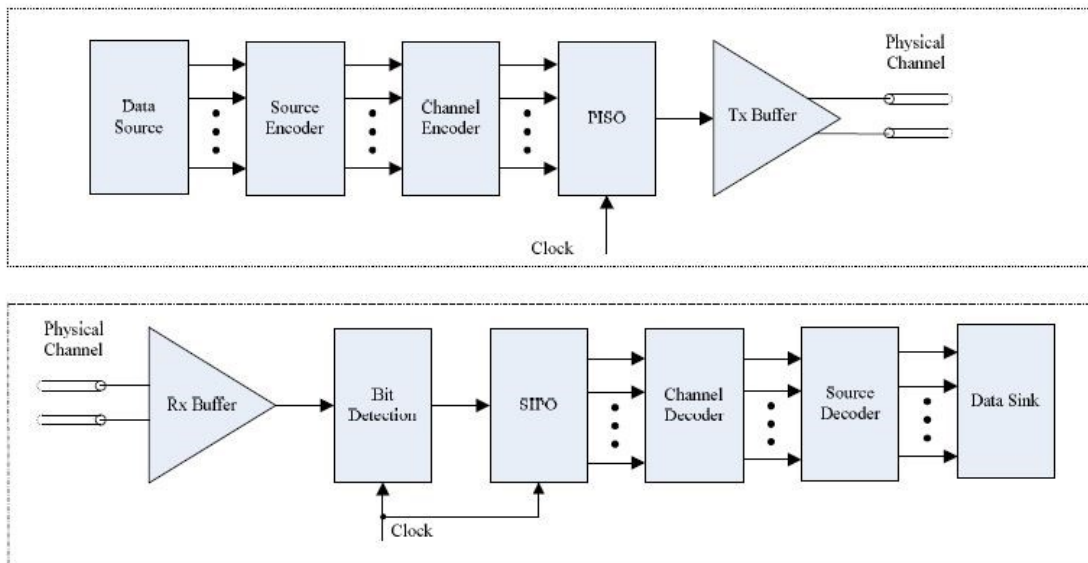 Data
Source
Source
Encoder
Channel
Encoder
PISO
Tx Buffer
Physical
Channel
Clock
Physical
Channel
Rx Buffer
Bit
Detection
SIPO
Channel
Decoder
Source
Decoder
Data Sink
Clock